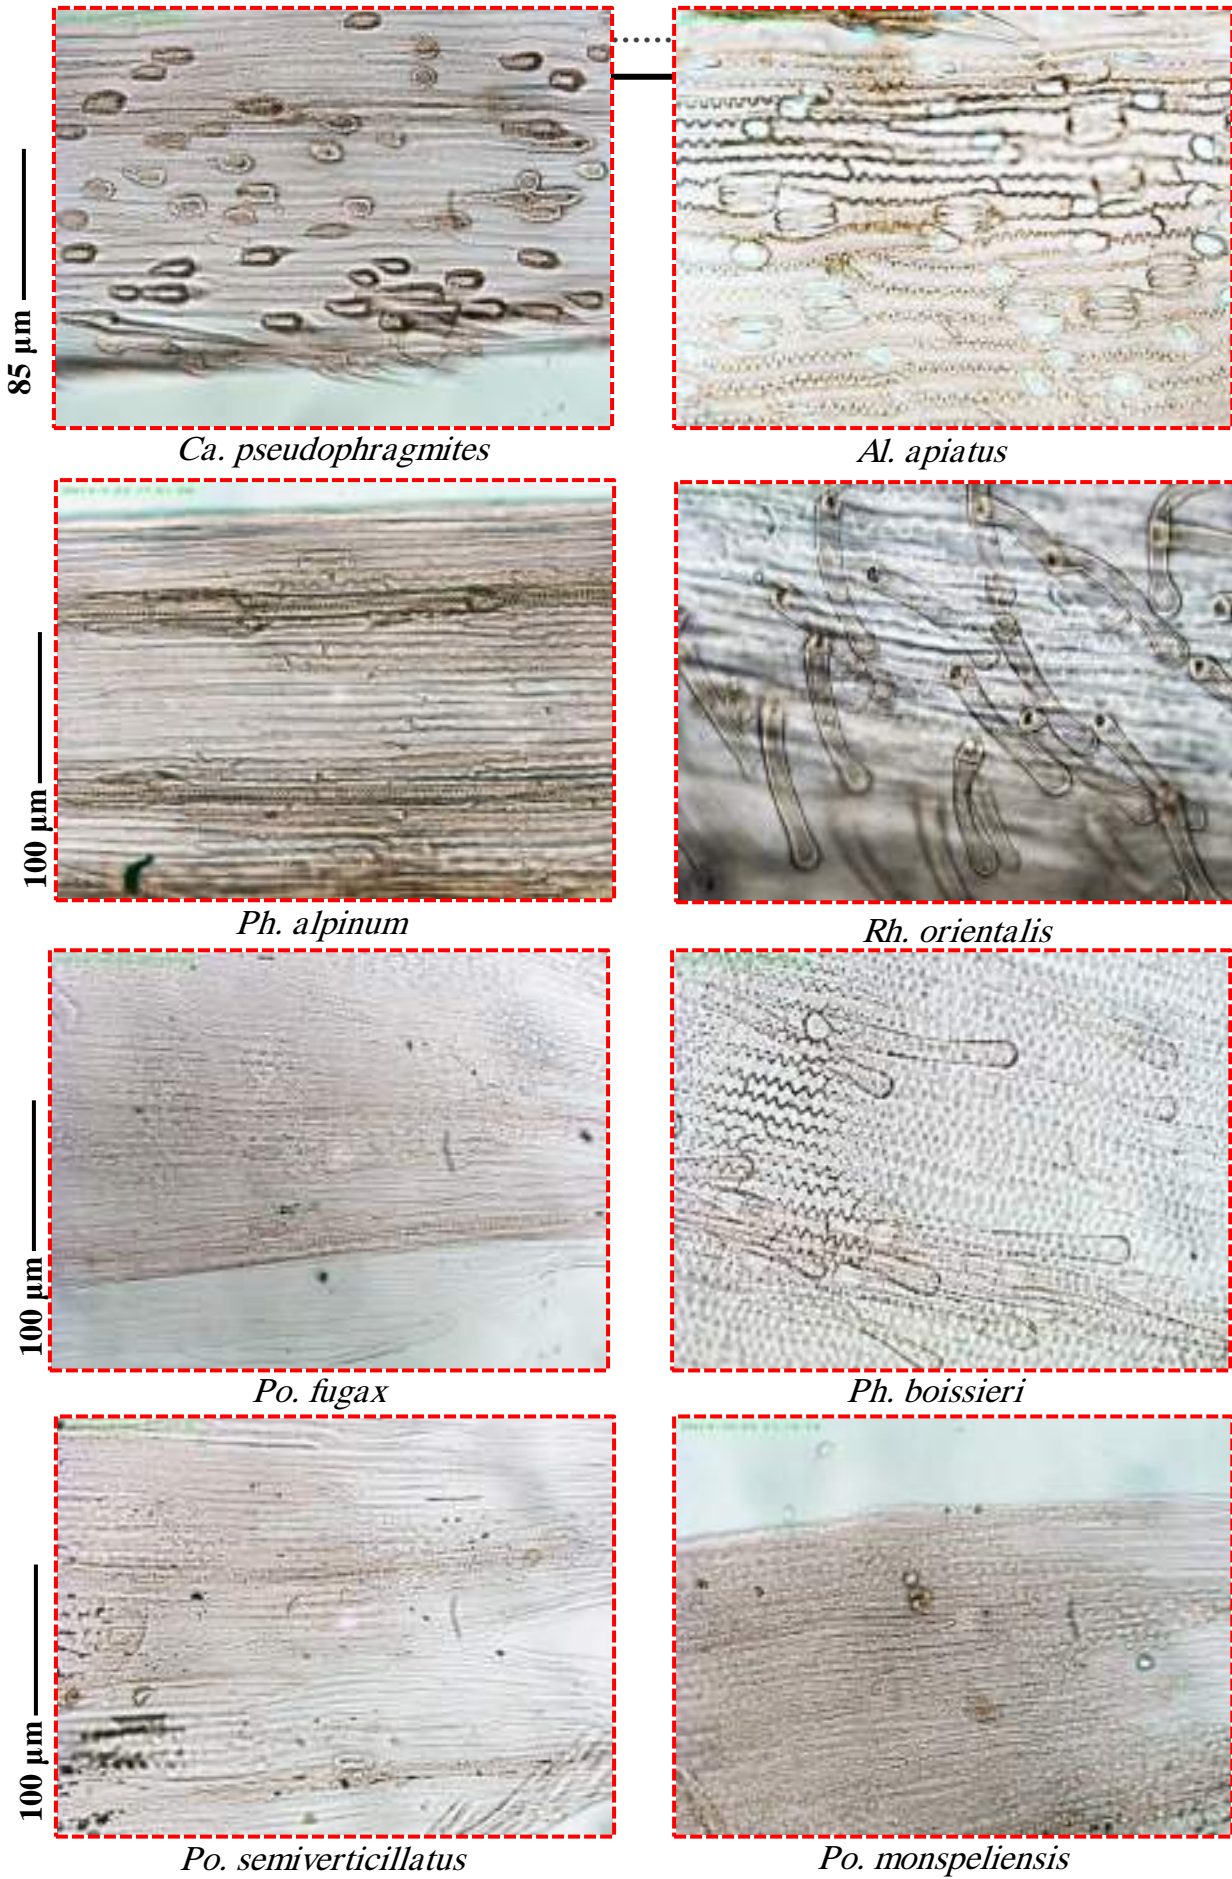 85 µm
Ca. pseudophragmites
Al. apiatus
100 µm
Ph. alpinum
Rh. orientalis
100 µm
Po. fugax
Ph. boissieri
100 µm
Po. semiverticillatus
Po. monspeliensis